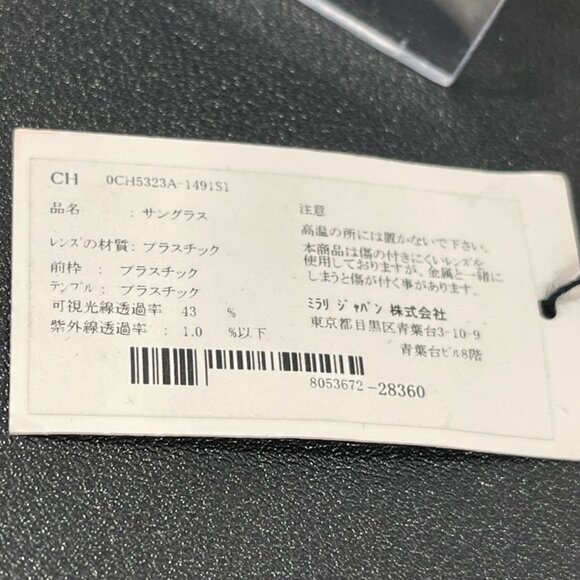 CH 0CH5323A-1491S1
品名 : サングラス
レンズの材質: プラスチック
前枠 : プラスチック
テンプル : プラスチック
可視光線透過率 43 %
紫外線透過率 : 1.0 %以下
注意
高温の所には置かないで下さい。
本商品は傷の付きにくいレンズを
使用しておりますが、金属と一緒に
しまうと傷が付く事があります。
ミラリ ジャパン 株式会社
東京都目黒区青葉台3-10-9
青葉台ビル8階
8053672-28360